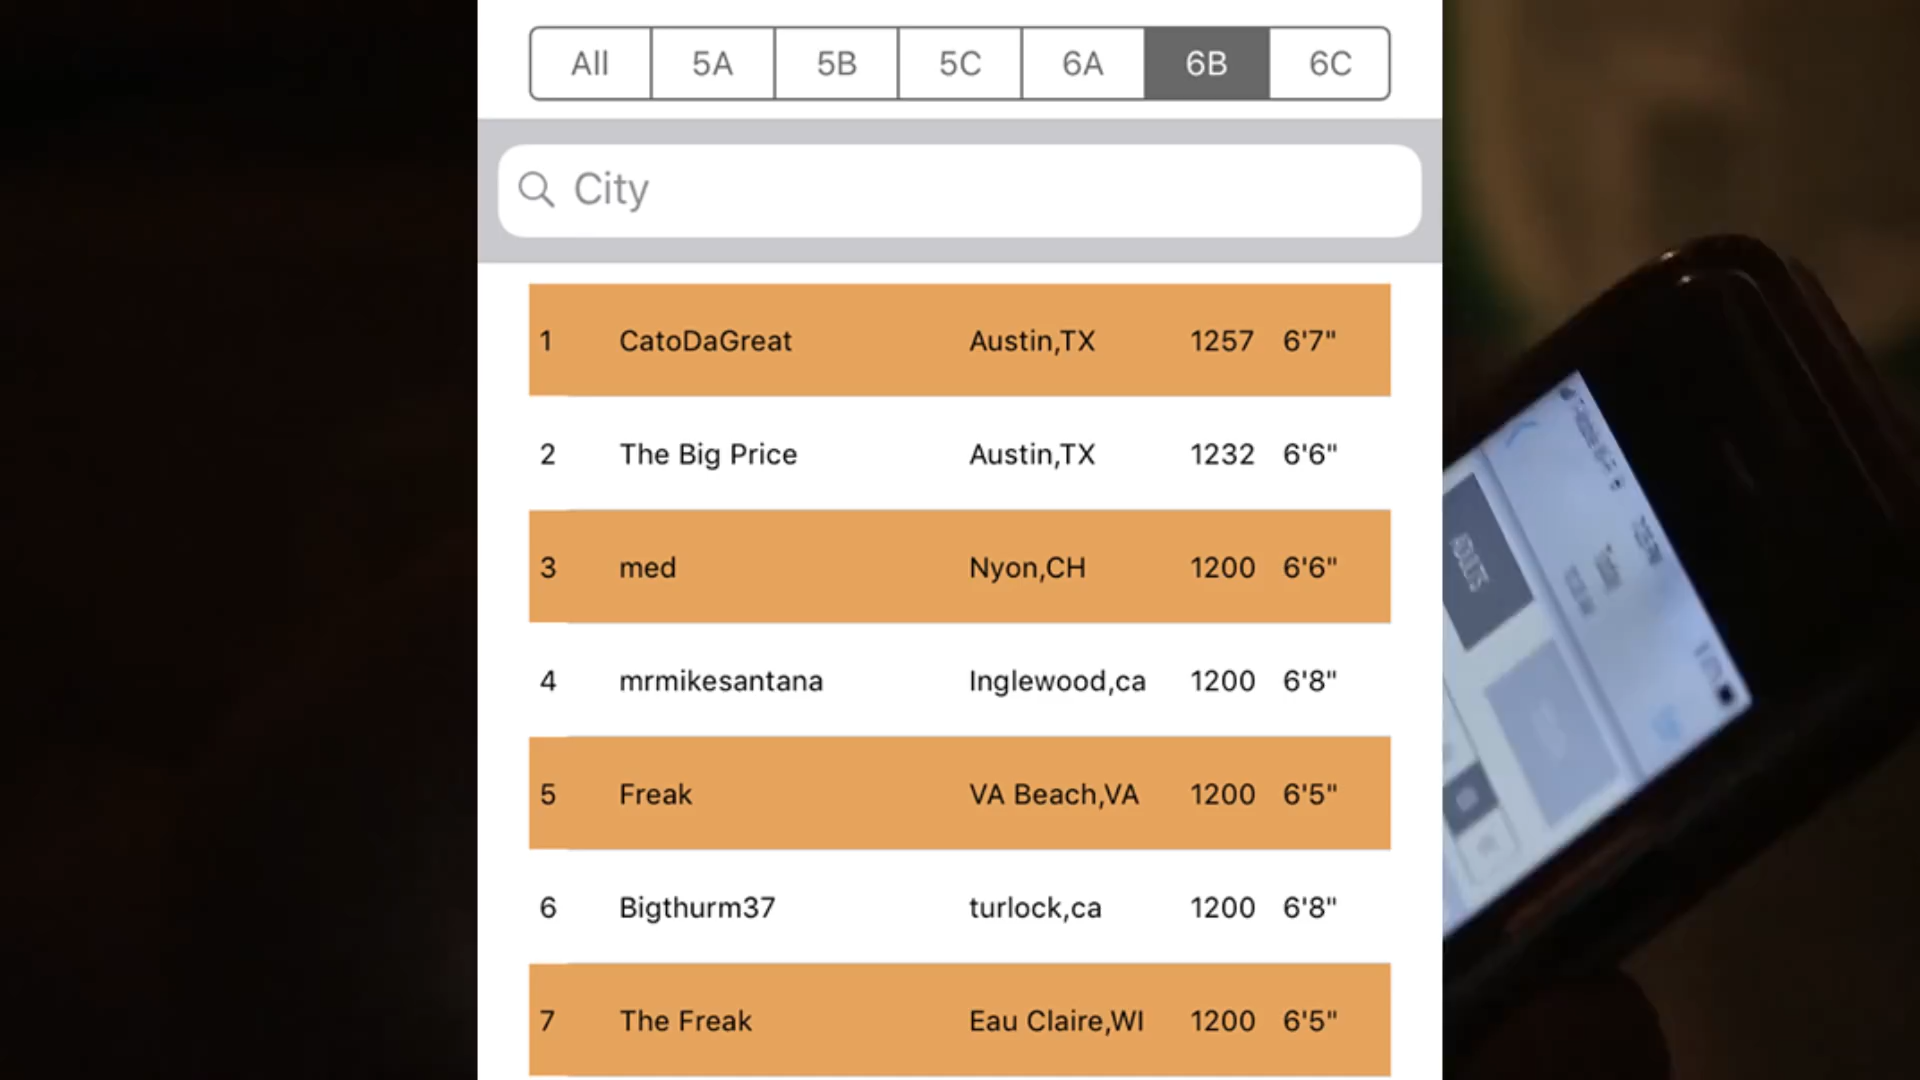 All 5A 5B 5C 6A 6B 6C
City
1 CatoDaGreat Austin,TX 1257 6'7"
2 The Big Price Austin,TX 1232 6'6"
3 med Nyon,CH 1200 6'6"
4 mrmikesantana Inglewood,ca 1200 6'8"
5 Freak VA Beach,VA 1200 6'5"
6 Bigthurm37 turlock,ca 1200 6'8"
7 The Freak Eau Claire,WI 1200 6'5"